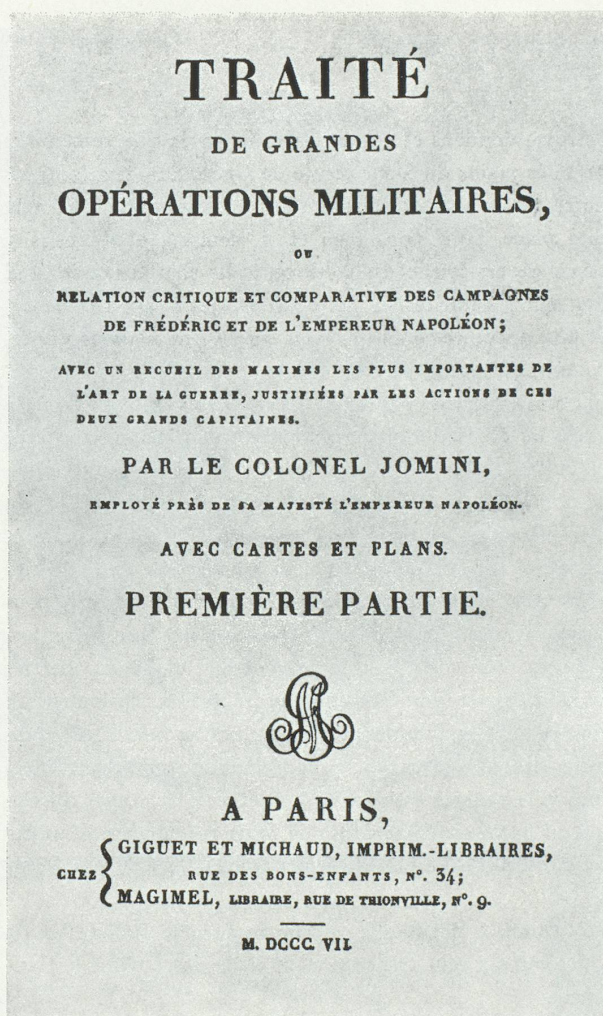 TRAITÉ
DE GRANDES
OPÉRATIONS MILITAIRES,
OU
RELATION CRITIQUE ET COMPARATIVE DES CAMPAGNES
DE FRÉDÉRIC ET DE L'EMPEREUR NAPOLÉON;
AVEC UN RECUEIL DES MAXIMES LES PLUS IMPORTANTES DE
L'ART DE LA GUERRE, JUSTIFIÉES PAR LES ACTIONS DE CES
DEUX GRANDS CAPITAINES.
PAR LE COLONEL JOMINI,
EMPLOYÉ PRÈS DE SA MAJESTÉ L'EMPEREUR NAPOLÉON.
AVEC CARTES ET PLANS.
PREMIÈRE PARTIE.
A PARIS,
CHEZ
GIGUET ET MICHAUD, IMPRIM.-LIBRAIRES,
RUE DES BONS-ENFANTS, N°. 34;
MAGIMEL, LIBRAIRE, RUE DE THIONVILLE, N°. 9.
M. DCCC. VII.